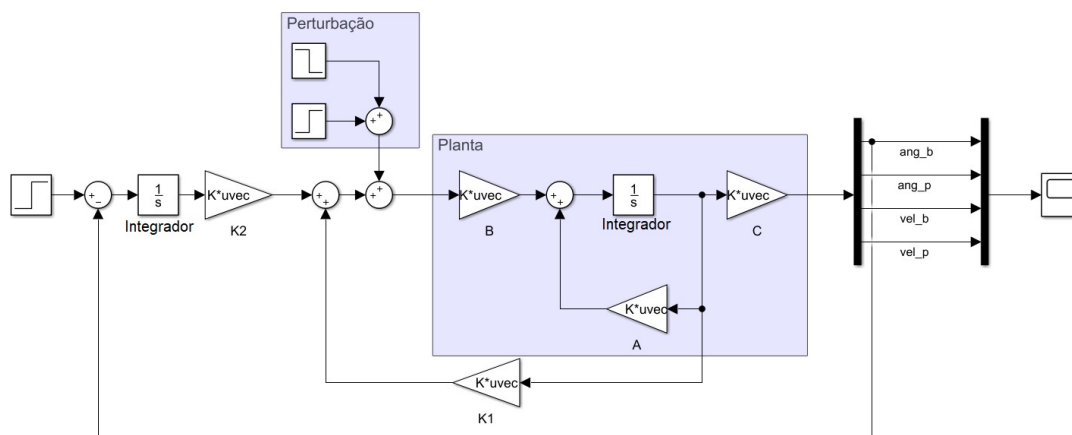 Perturbação
+
+
Planta
+
−
1
s
Integrador
K*uvec
K2
+
+
+
+
K*uvec
B
+
+
1
s
Integrador
K*uvec
C
ang_b
ang_p
vel_b
vel_p
K*uvec
A
K*uvec
K1